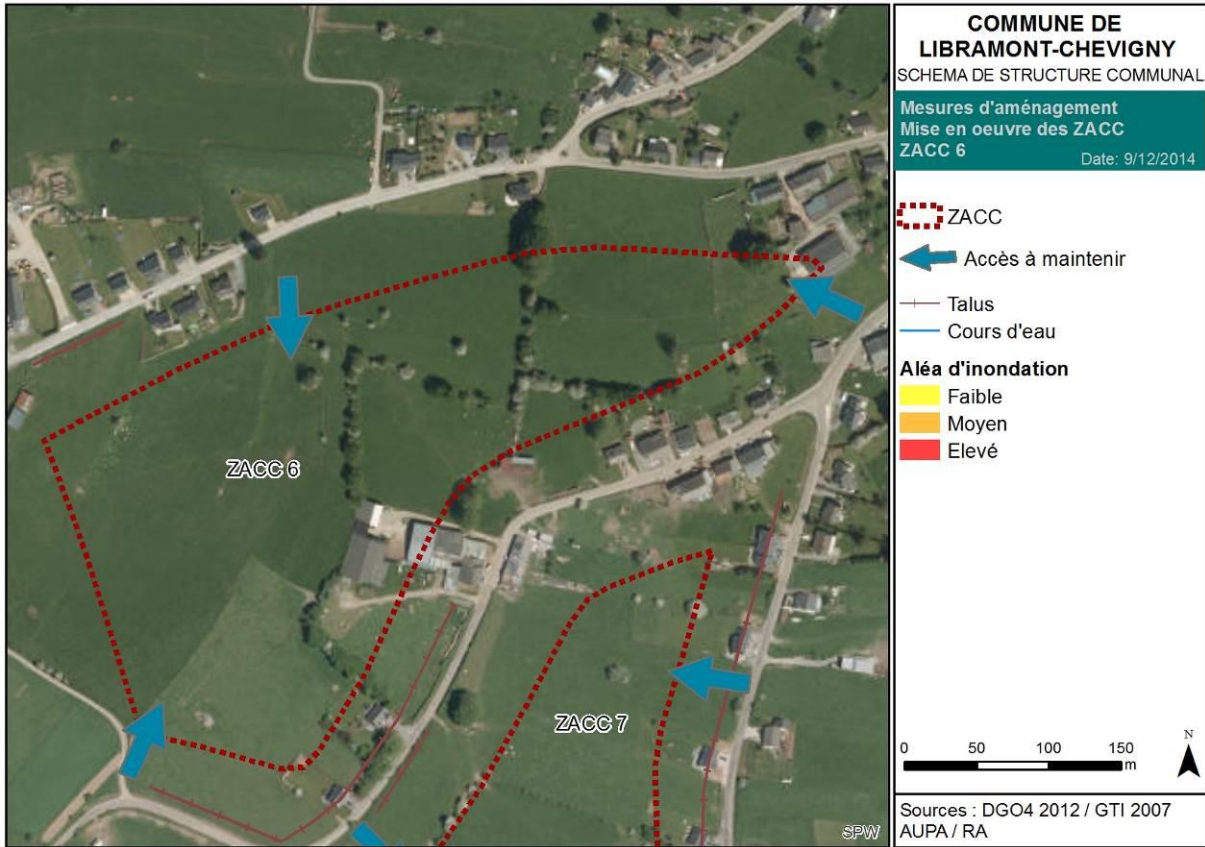 COMMUNE DE
LIBRAMONT-CHEVIGNY
SCHEMA DE STRUCTURE COMMUNAL
Mesures d'aménagement
Mise en oeuvre des ZACC
ZACC 6
Date: 9/12/2014
ZACC
Accès à maintenir
Talus
Cours d'eau
Aléa d'inondation
Faible
Moyen
Elevé
ZACC 6
ZACC 7
SPW
N
0 50 100 150
m
Sources : DGO4 2012 / GTI 2007
AUPA / RA